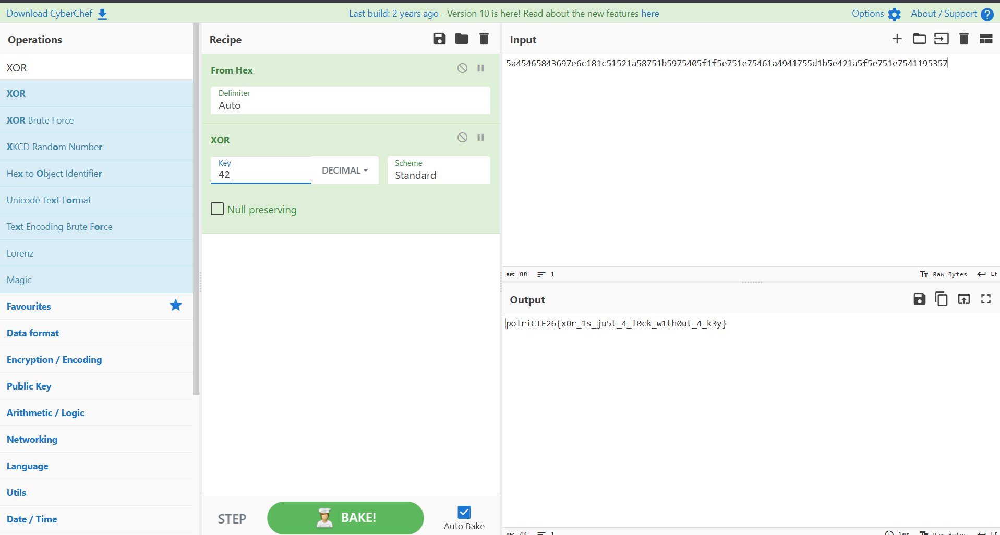 Download CyberChef
Last build: 2 years ago - Version 10 is here! Read about the new features here
Options
About / Support
Operations
XOR
XOR
XOR Brute Force
XKCD Random Number
Hex to Object Identifier
Unicode Text Format
Text Encoding Brute Force
Lorenz
Magic
Favourites
Data format
Encryption / Encoding
Public Key
Arithmetic / Logic
Networking
Language
Utils
Date / Time
Recipe
From Hex
Delimiter
Auto
XOR
Key
42
DECIMAL
Scheme
Standard
Null preserving
STEP
BAKE!
Auto Bake
Input
5a45465843697e6c181c51521a58751b5975405f1f5e751e75461a4941755d1b5e421a5f5e751e7541195357
ABC 88
1
Raw Bytes
LF
Output
polriCTF26{x0r_1s_ju5t_4_l0ck_w1th0ut_4_k3y}
ABC 44
1
1ms
Raw Bytes
LF